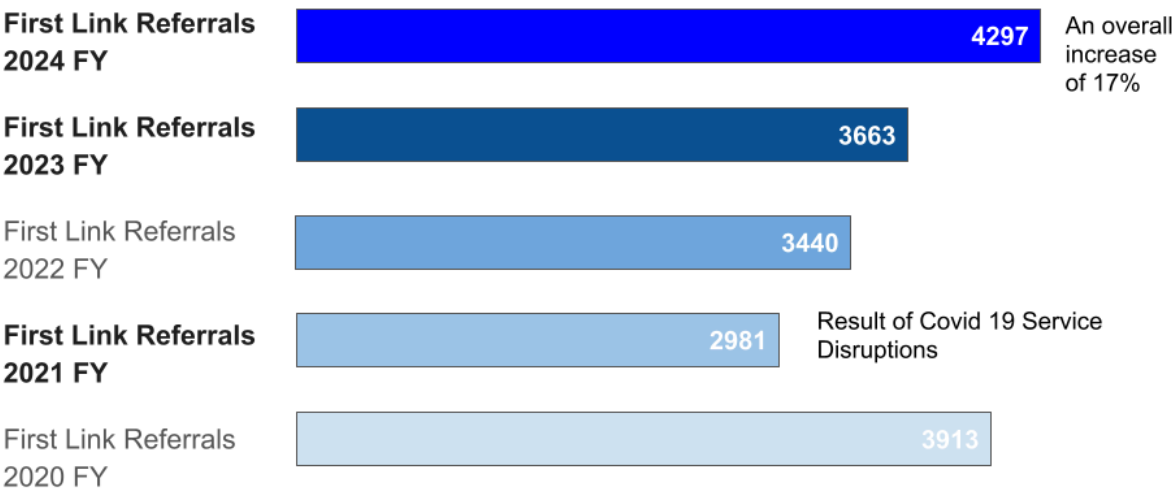 First Link Referrals
2024 FY
4297
An overall
increase
of 17%
First Link Referrals
2023 FY
3663
First Link Referrals
2022 FY
3440
First Link Referrals
2021 FY
2981
Result of Covid 19 Service
Disruptions
First Link Referrals
2020 FY
3913